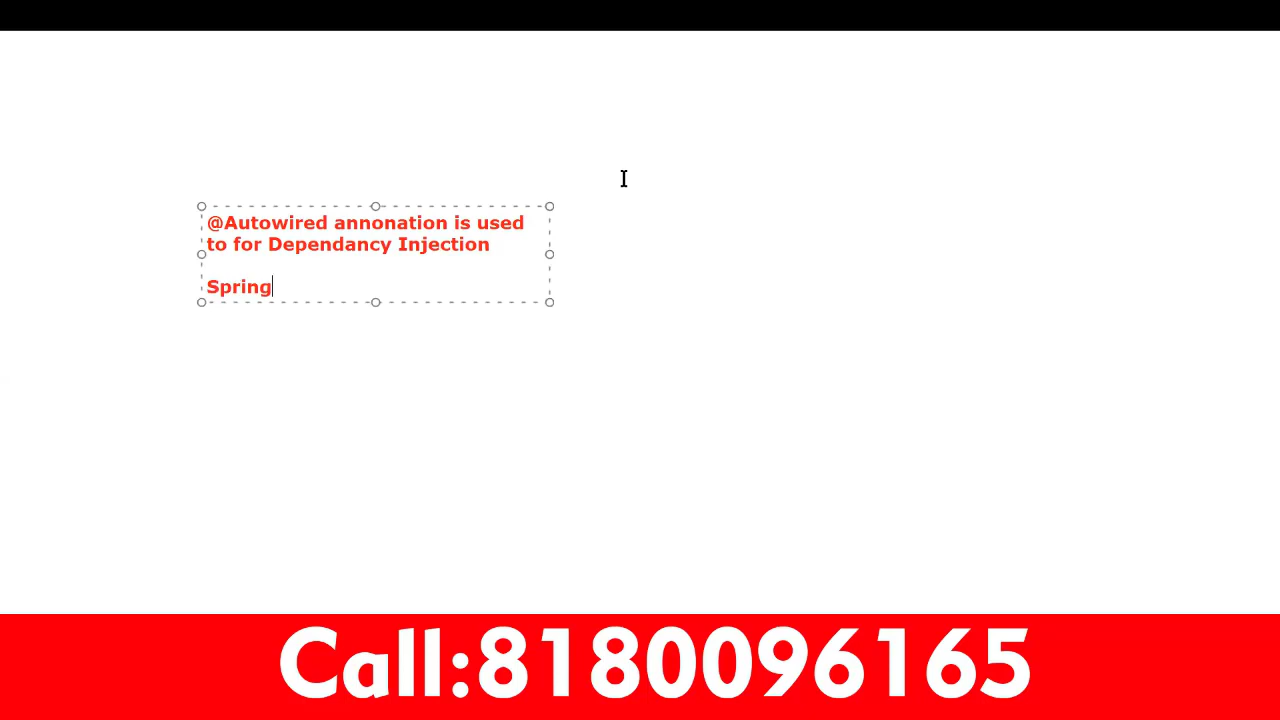 @Autowired annonation is used
to for Dependancy Injection
Spring
Call:8180096165